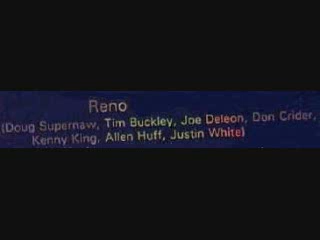 Reno
(Doug Supernaw, Tim Buckley, Joe Deleon, Don Crider,
Kenny King, Allen Huff, Justin White)